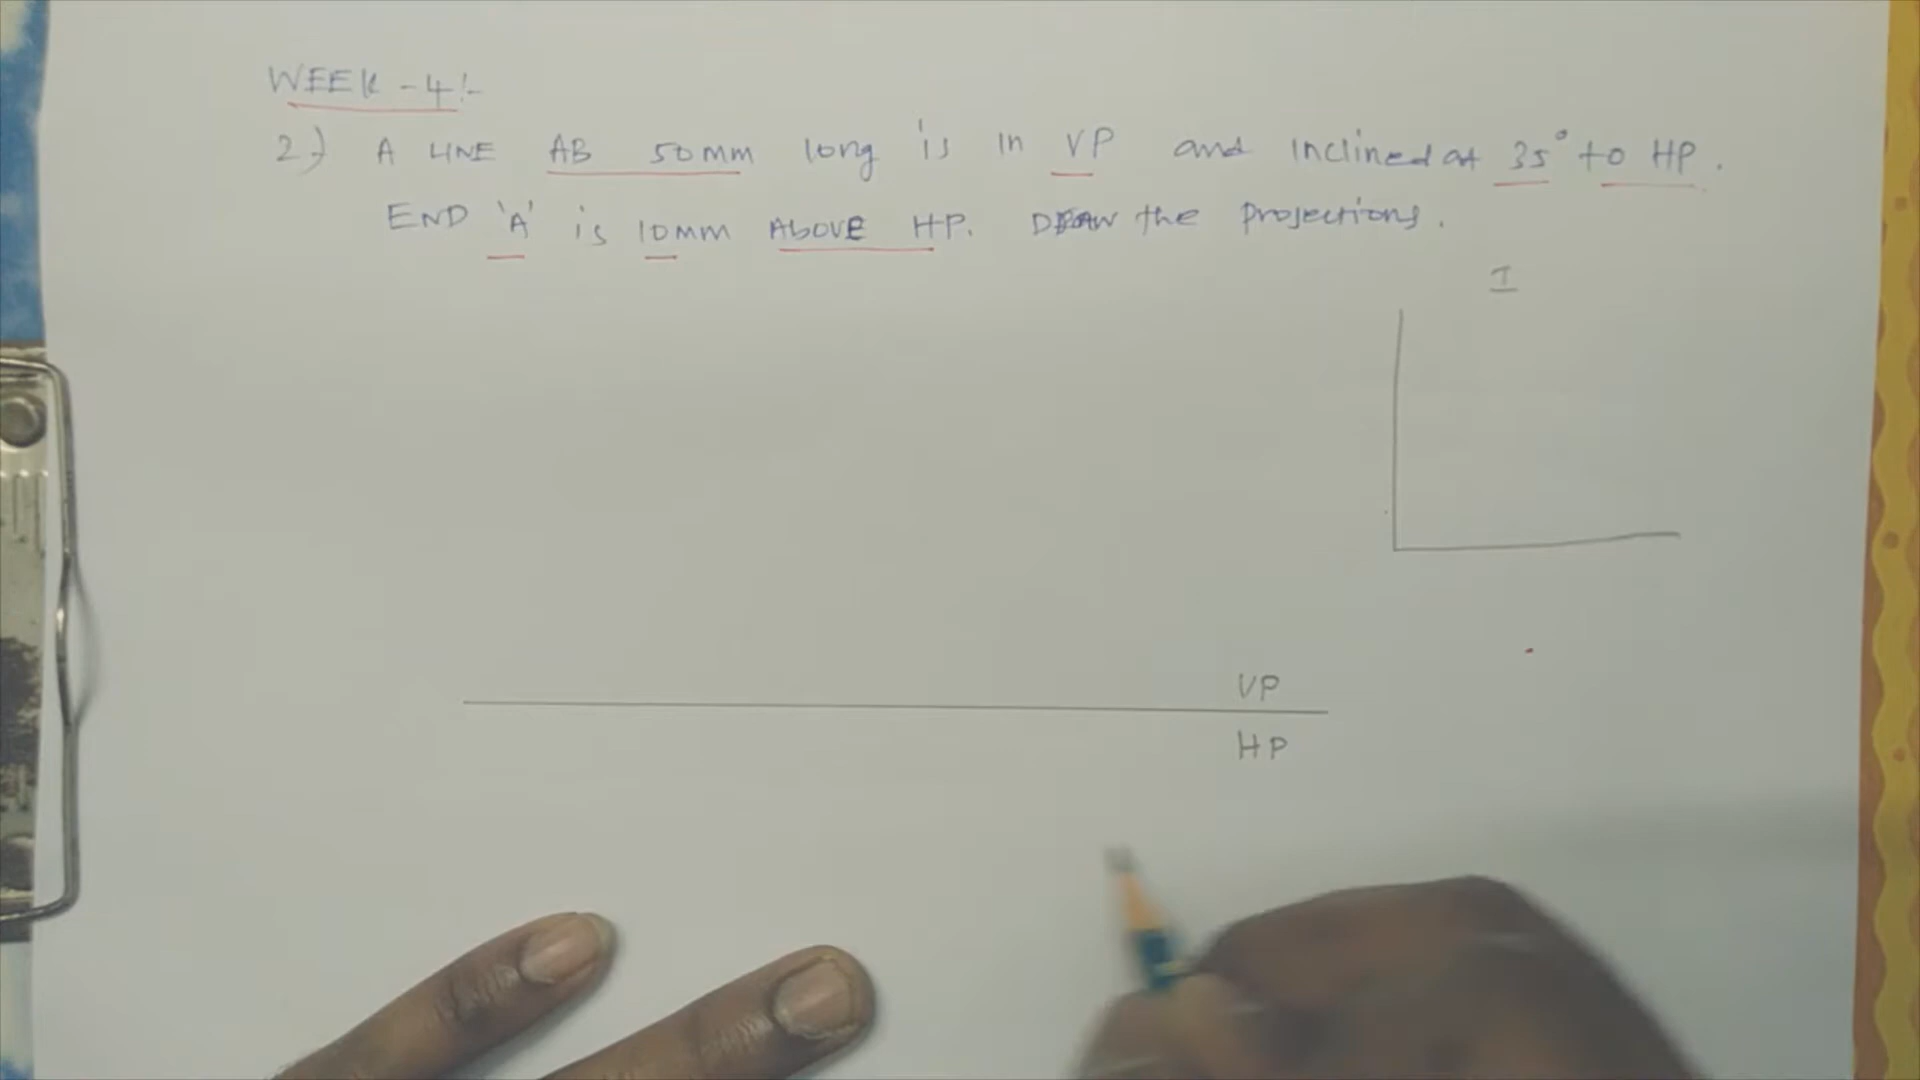 WEEK - 4:-
2) A LINE AB 50mm long is in VP and inclined at 35° to HP.
END 'A' is 10mm ABOVE HP. DRAW the projections.
I
VP
HP